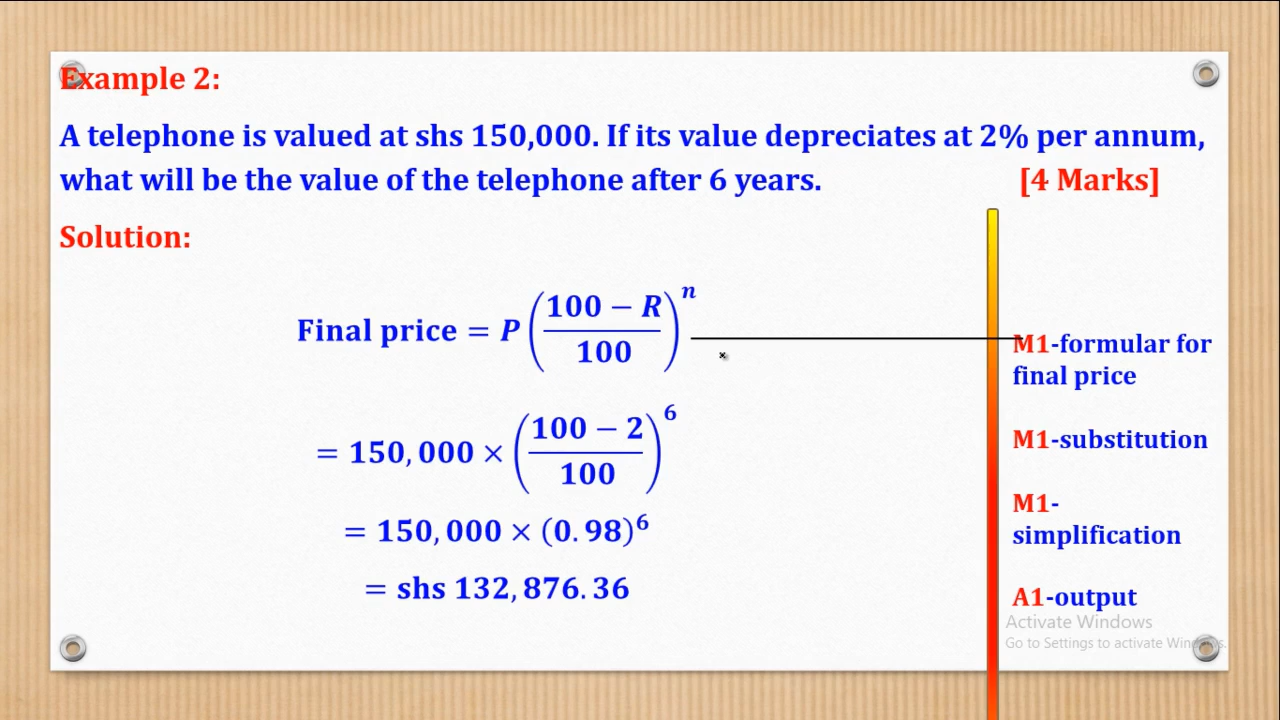 Example 2:
A telephone is valued at shs 150,000. If its value depreciates at 2% per annum,
what will be the value of the telephone after 6 years. [4 Marks]
Solution:
Final price = P((100 − R)/100)^n
M1-formular for
final price
= 150,000 × ((100 − 2)/100)^6
M1-substitution
= 150,000 × (0.98)^6
M1-
simplification
= shs 132,876.36
A1-output
Activate Windows
Go to Settings to activate Windows.